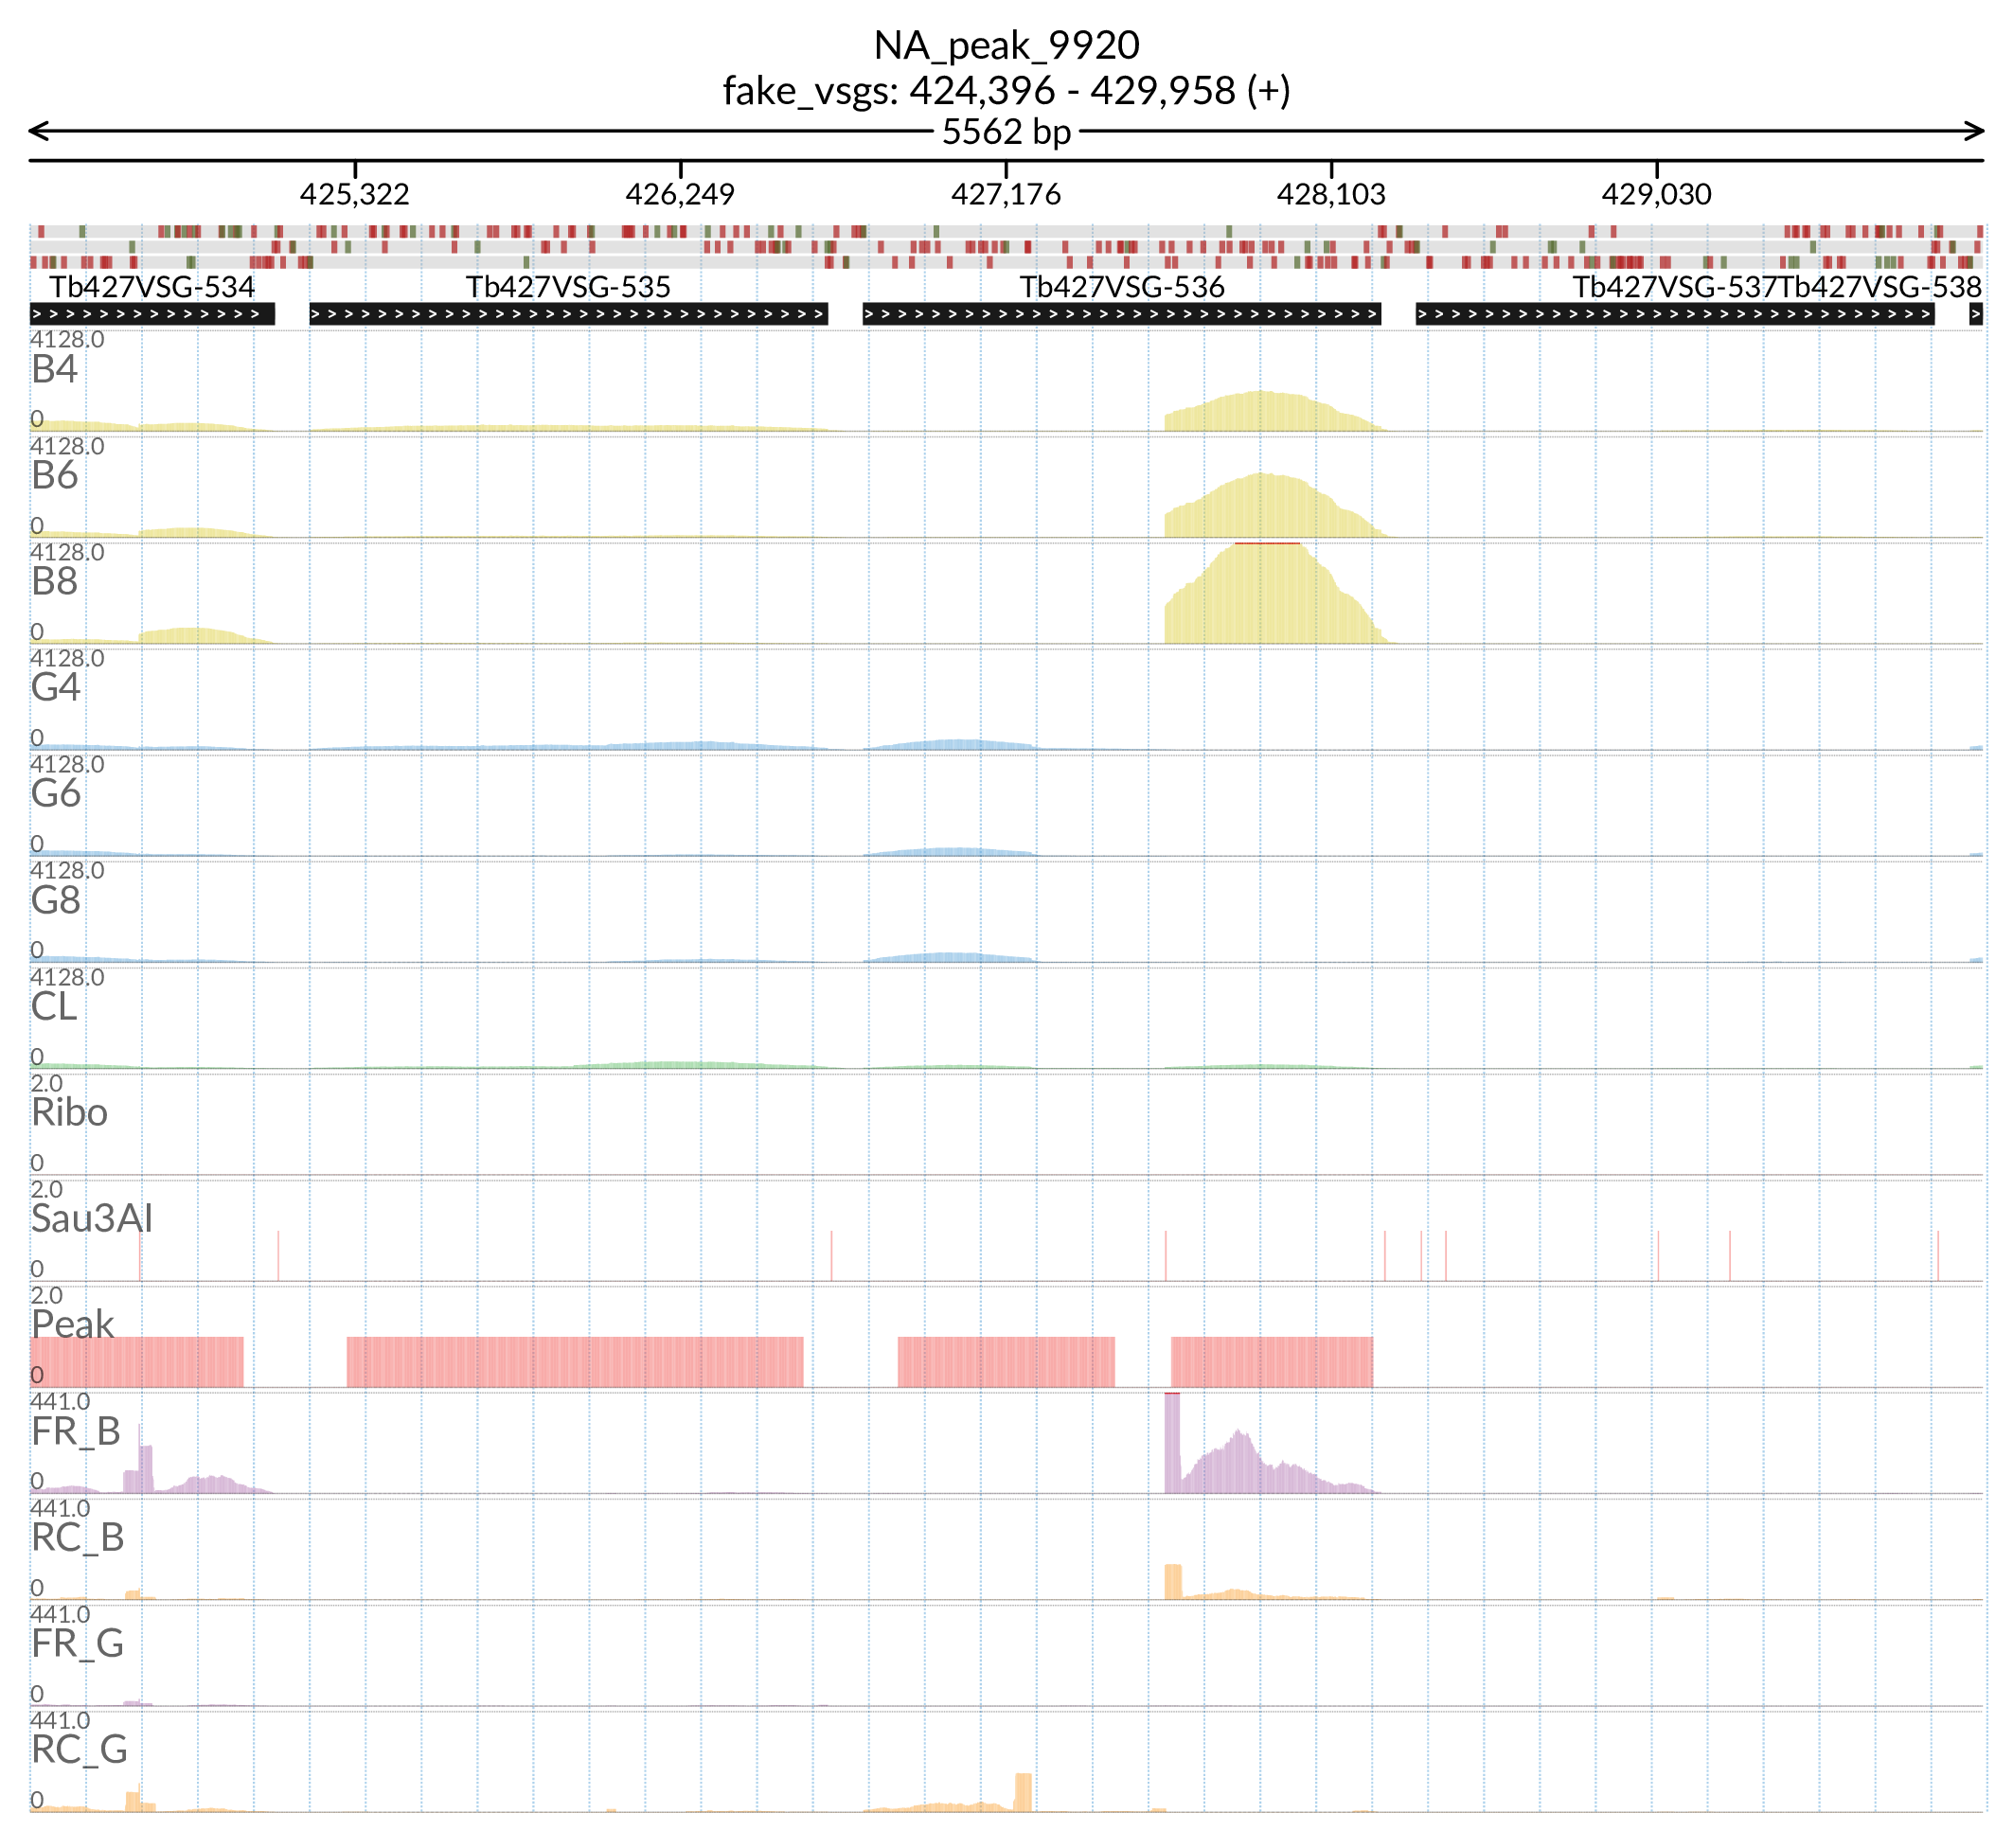 NA_peak_9920
fake_vsgs: 424,396 - 429,958 (+)
5562 bp
425,322 426,249 427,176 428,103 429,030
Tb427VSG-534 Tb427VSG-535 Tb427VSG-536 Tb427VSG-537 Tb427VSG-538
4128.0
B4
0
4128.0
B6
0
4128.0
B8
0
4128.0
G4
0
4128.0
G6
0
4128.0
G8
0
4128.0
CL
0
2.0
Ribo
0
2.0
Sau3AI
0
2.0
Peak
0
441.0
FR_B
0
441.0
RC_B
0
441.0
FR_G
0
441.0
RC_G
0